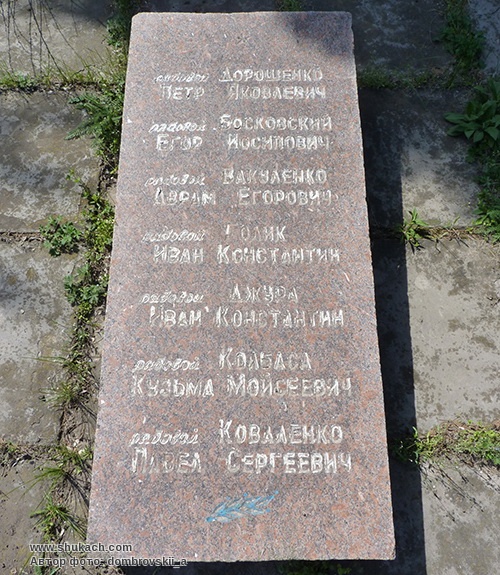 рядовой ДОРОШЕНКО
ПЕТР ЯКОВЛЕВИЧ
рядовой БОСКОВСКИЙ
ЕГОР ИОСИПОВИЧ
рядовой ВАКУЛЕНКО
АВРАМ ЕГОРОВИЧ
рядовой ГОЛИК
ИВАН КОНСТАНТИН
рядовой ДЖУРА
ИВАН КОНСТАНТИН
рядовой КОЛБАСА
КУЗЬМА МОИСЕЕВИЧ
рядовой КОВАЛЕНКО
ПАВЕЛ СЕРГЕЕВИЧ
www.shukach.com
Автор фото: dombrovskii_a